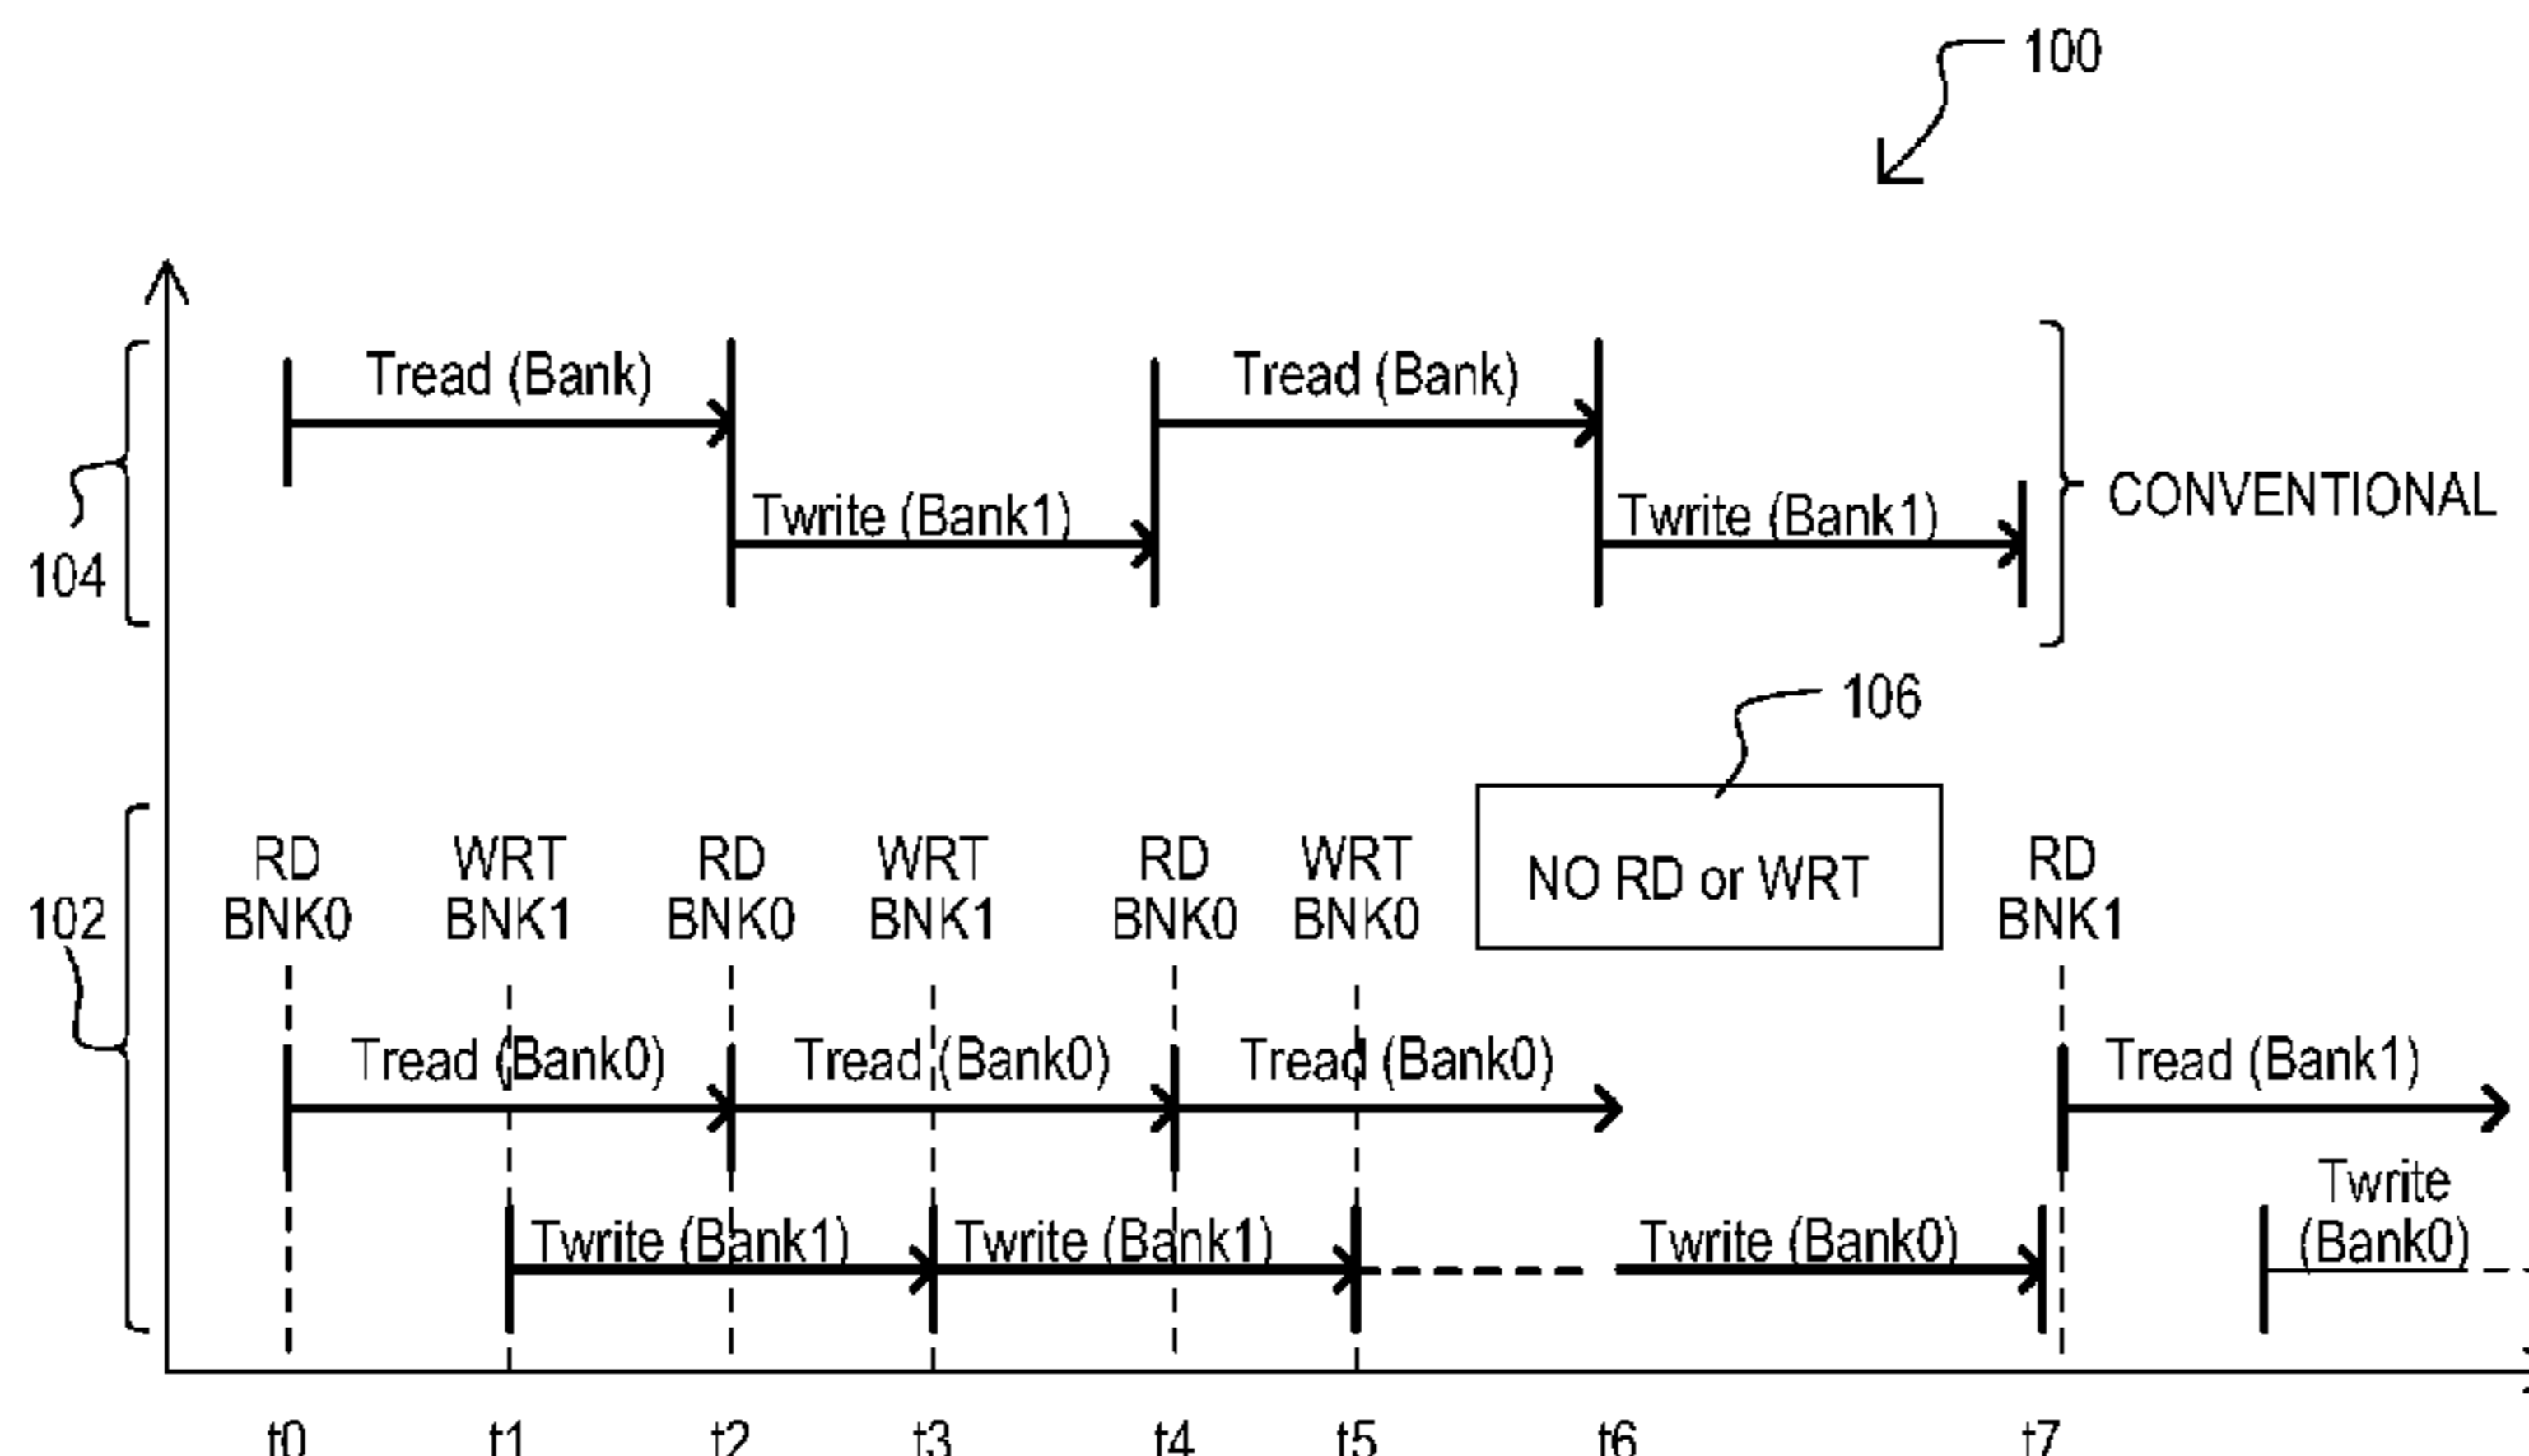 100
Tread (Bank)
Tread (Bank)
Twrite (Bank1)
Twrite (Bank1)
CONVENTIONAL
104
106
NO RD or WRT
RD
BNK0
WRT
BNK1
RD
BNK0
WRT
BNK1
RD
BNK0
WRT
BNK0
RD
BNK1
102
Tread (Bank0)
Tread (Bank0)
Tread (Bank0)
Tread (Bank1)
Twrite (Bank1)
Twrite (Bank1)
Twrite (Bank0)
Twrite
(Bank0)
t0 t1 t2 t3 t4 t5 t6 t7